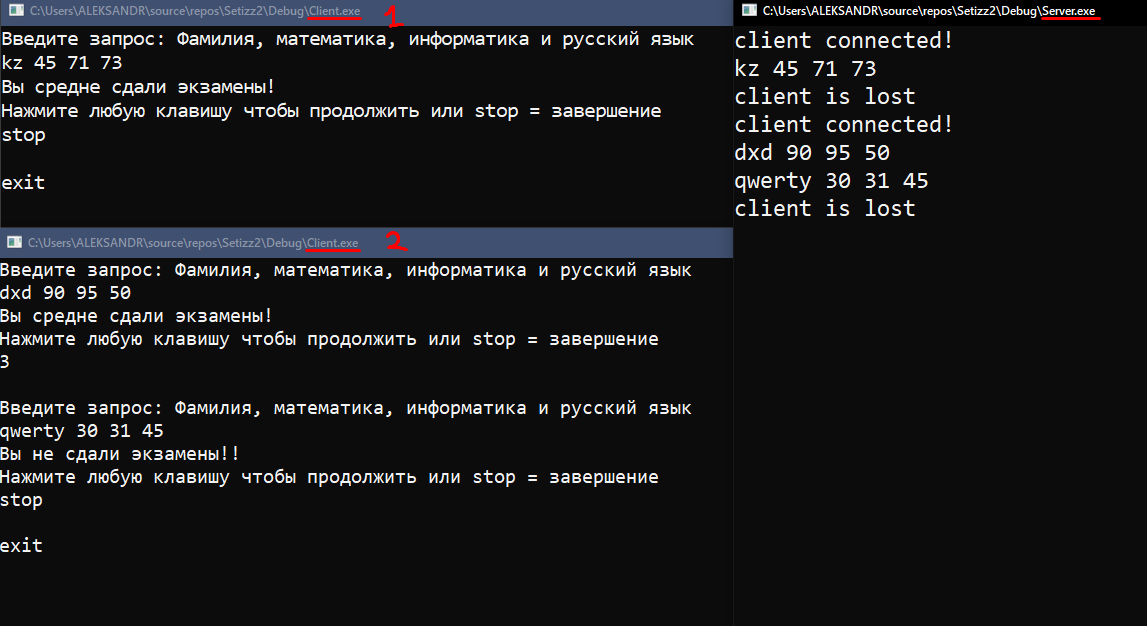 C:\Users\ALEKSANDR\source\repos\Setizz2\Debug\Client.exe
1
Введите запрос: Фамилия, математика, информатика и русский язык
kz 45 71 73
Вы средне сдали экзамены!
Нажмите любую клавишу чтобы продолжить или stop = завершение
stop
exit
C:\Users\ALEKSANDR\source\repos\Setizz2\Debug\Client.exe
2
Введите запрос: Фамилия, математика, информатика и русский язык
dxd 90 95 50
Вы средне сдали экзамены!
Нажмите любую клавишу чтобы продолжить или stop = завершение
3
Введите запрос: Фамилия, математика, информатика и русский язык
qwerty 30 31 45
Вы не сдали экзамены!!
Нажмите любую клавишу чтобы продолжить или stop = завершение
stop
exit
C:\Users\ALEKSANDR\source\repos\Setizz2\Debug\Server.exe
client connected!
kz 45 71 73
client is lost
client connected!
dxd 90 95 50
qwerty 30 31 45
client is lost